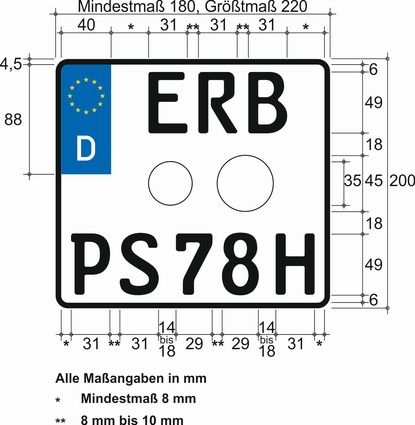 Mindestmaß 180, Größtmaß 220
40 * 31 ** 31 ** 31 *
4,5
6
88
ERB
49
D
18
35 45 200
18
PS78H
49
6
14 14
* 31 ** 31 bis 29 ** 29 bis 31 *
18 18
Alle Maßangaben in mm
* Mindestmaß 8 mm
** 8 mm bis 10 mm